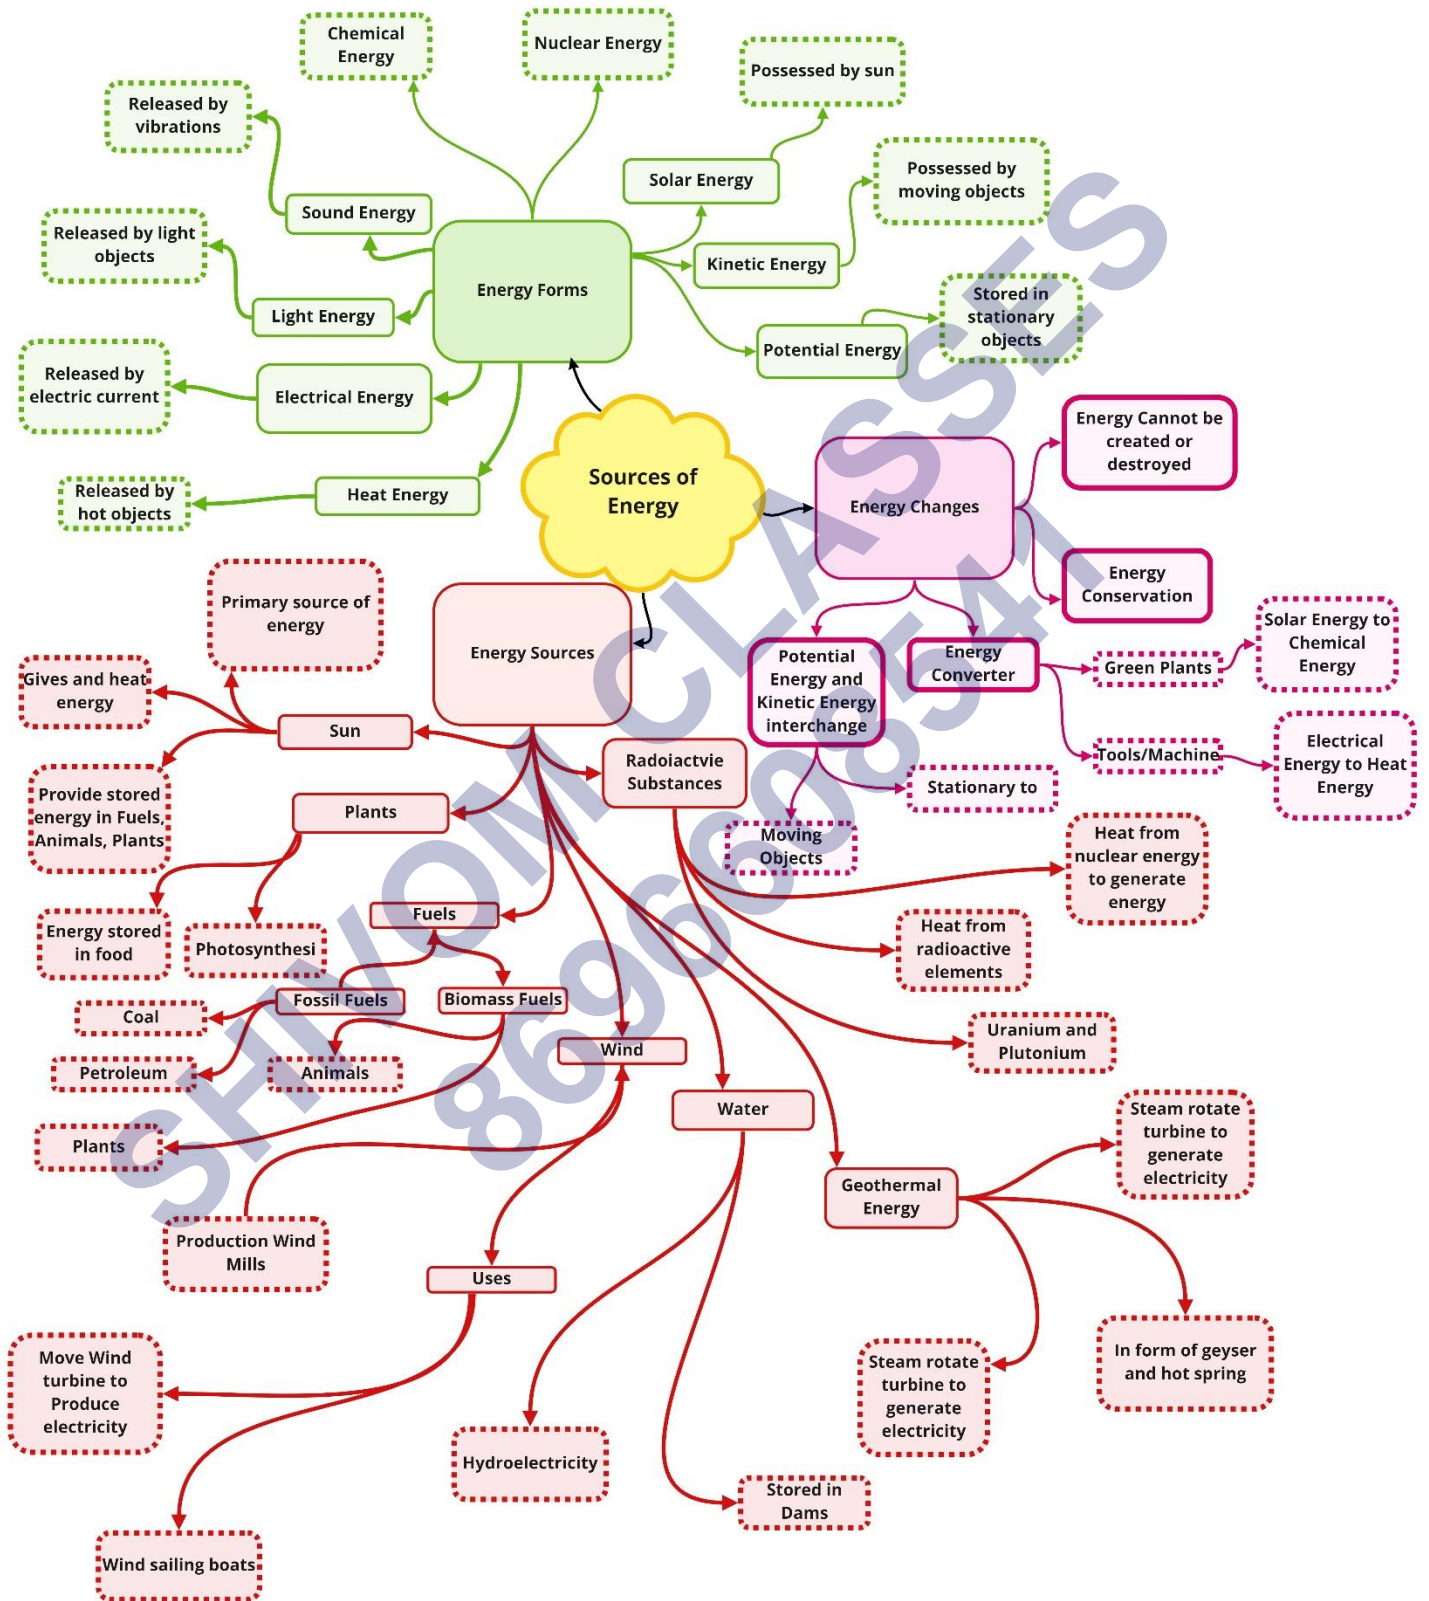 Chemical
Energy
Nuclear Energy
Possessed by sun
Released by
vibrations
Solar Energy
Possessed by
moving objects
Sound Energy
Released by light
objects
Kinetic Energy
Energy Forms
Stored in
stationary
objects
Light Energy
Potential Energy
Released by
electric current
Electrical Energy
Energy Cannot be
created or
destroyed
Sources of
Energy
Released by
hot objects
Heat Energy
Energy Changes
Energy
Conservation
Primary source of
energy
Energy Sources
Potential
Energy and
Kinetic Energy
interchange
Energy
Converter
Green Plants
Solar Energy to
Chemical
Energy
Gives and heat
energy
Sun
Radoiactvie
Substances
Tools/Machine
Electrical
Energy to Heat
Energy
Stationary to
Provide stored
energy in Fuels,
Animals, Plants
Plants
Moving
Objects
Heat from
nuclear energy
to generate
energy
Fuels
Energy stored
in food
Photosynthesi
Heat from
radioactive
elements
Fossil Fuels
Biomass Fuels
Coal
Uranium and
Plutonium
Wind
Petroleum
Animals
Water
Plants
Steam rotate
turbine to
generate
electricity
Geothermal
Energy
Production Wind
Mills
Uses
Move Wind
turbine to
Produce
electricity
Steam rotate
turbine to
generate
electricity
In form of geyser
and hot spring
Hydroelectricity
Stored in
Dams
Wind sailing boats
SHIVOM CLASSES
8696608541